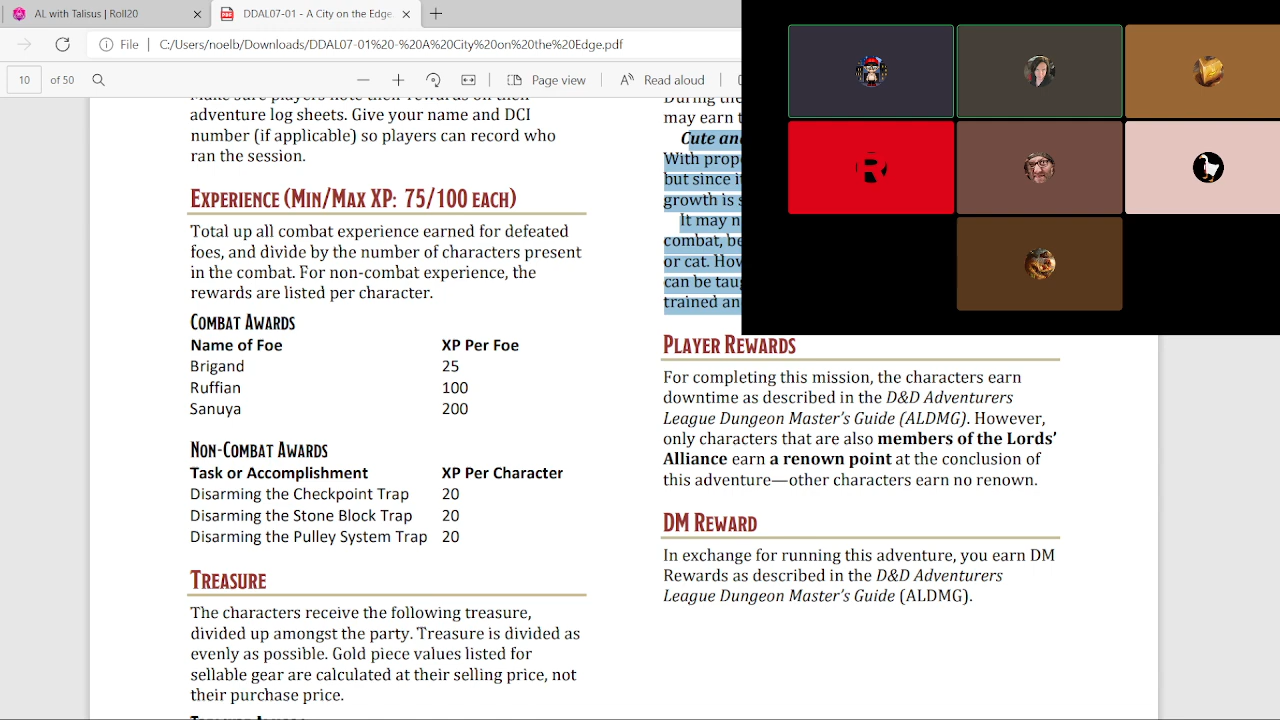 AL with Talisus | Roll20
DDAL07-01 - A City on the Edge.
File
C:/Users/noelb/Downloads/DDAL07-01%20-%20A%20City%20on%20the%20Edge.pdf
10 of 50
Page view
Read aloud
Make sure players note their rewards on their
adventure log sheets. Give your name and DCI
number (if applicable) so players can record who
ran the session.
Experience (Min/Max XP: 75/100 each)
Total up all combat experience earned for defeated
foes, and divide by the number of characters present
in the combat. For non-combat experience, the
rewards are listed per character.
Combat Awards
Name of Foe XP Per Foe
Brigand 25
Ruffian 100
Sanuya 200
Non-Combat Awards
Task or Accomplishment XP Per Character
Disarming the Checkpoint Trap 20
Disarming the Stone Block Trap 20
Disarming the Pulley System Trap 20
Treasure
The characters receive the following treasure,
divided up amongst the party. Treasure is divided as
evenly as possible. Gold piece values listed for
sellable gear are calculated at their selling price, not
their purchase price.
During the
may earn t
Cute an
With prop
but since i
growth is s
It may n
combat, be
or cat. Hov
can be taug
trained an
R
Player Rewards
For completing this mission, the characters earn
downtime as described in the D&D Adventurers
League Dungeon Master's Guide (ALDMG). However,
only characters that are also members of the Lords'
Alliance earn a renown point at the conclusion of
this adventure—other characters earn no renown.
DM Reward
In exchange for running this adventure, you earn DM
Rewards as described in the D&D Adventurers
League Dungeon Master's Guide (ALDMG).